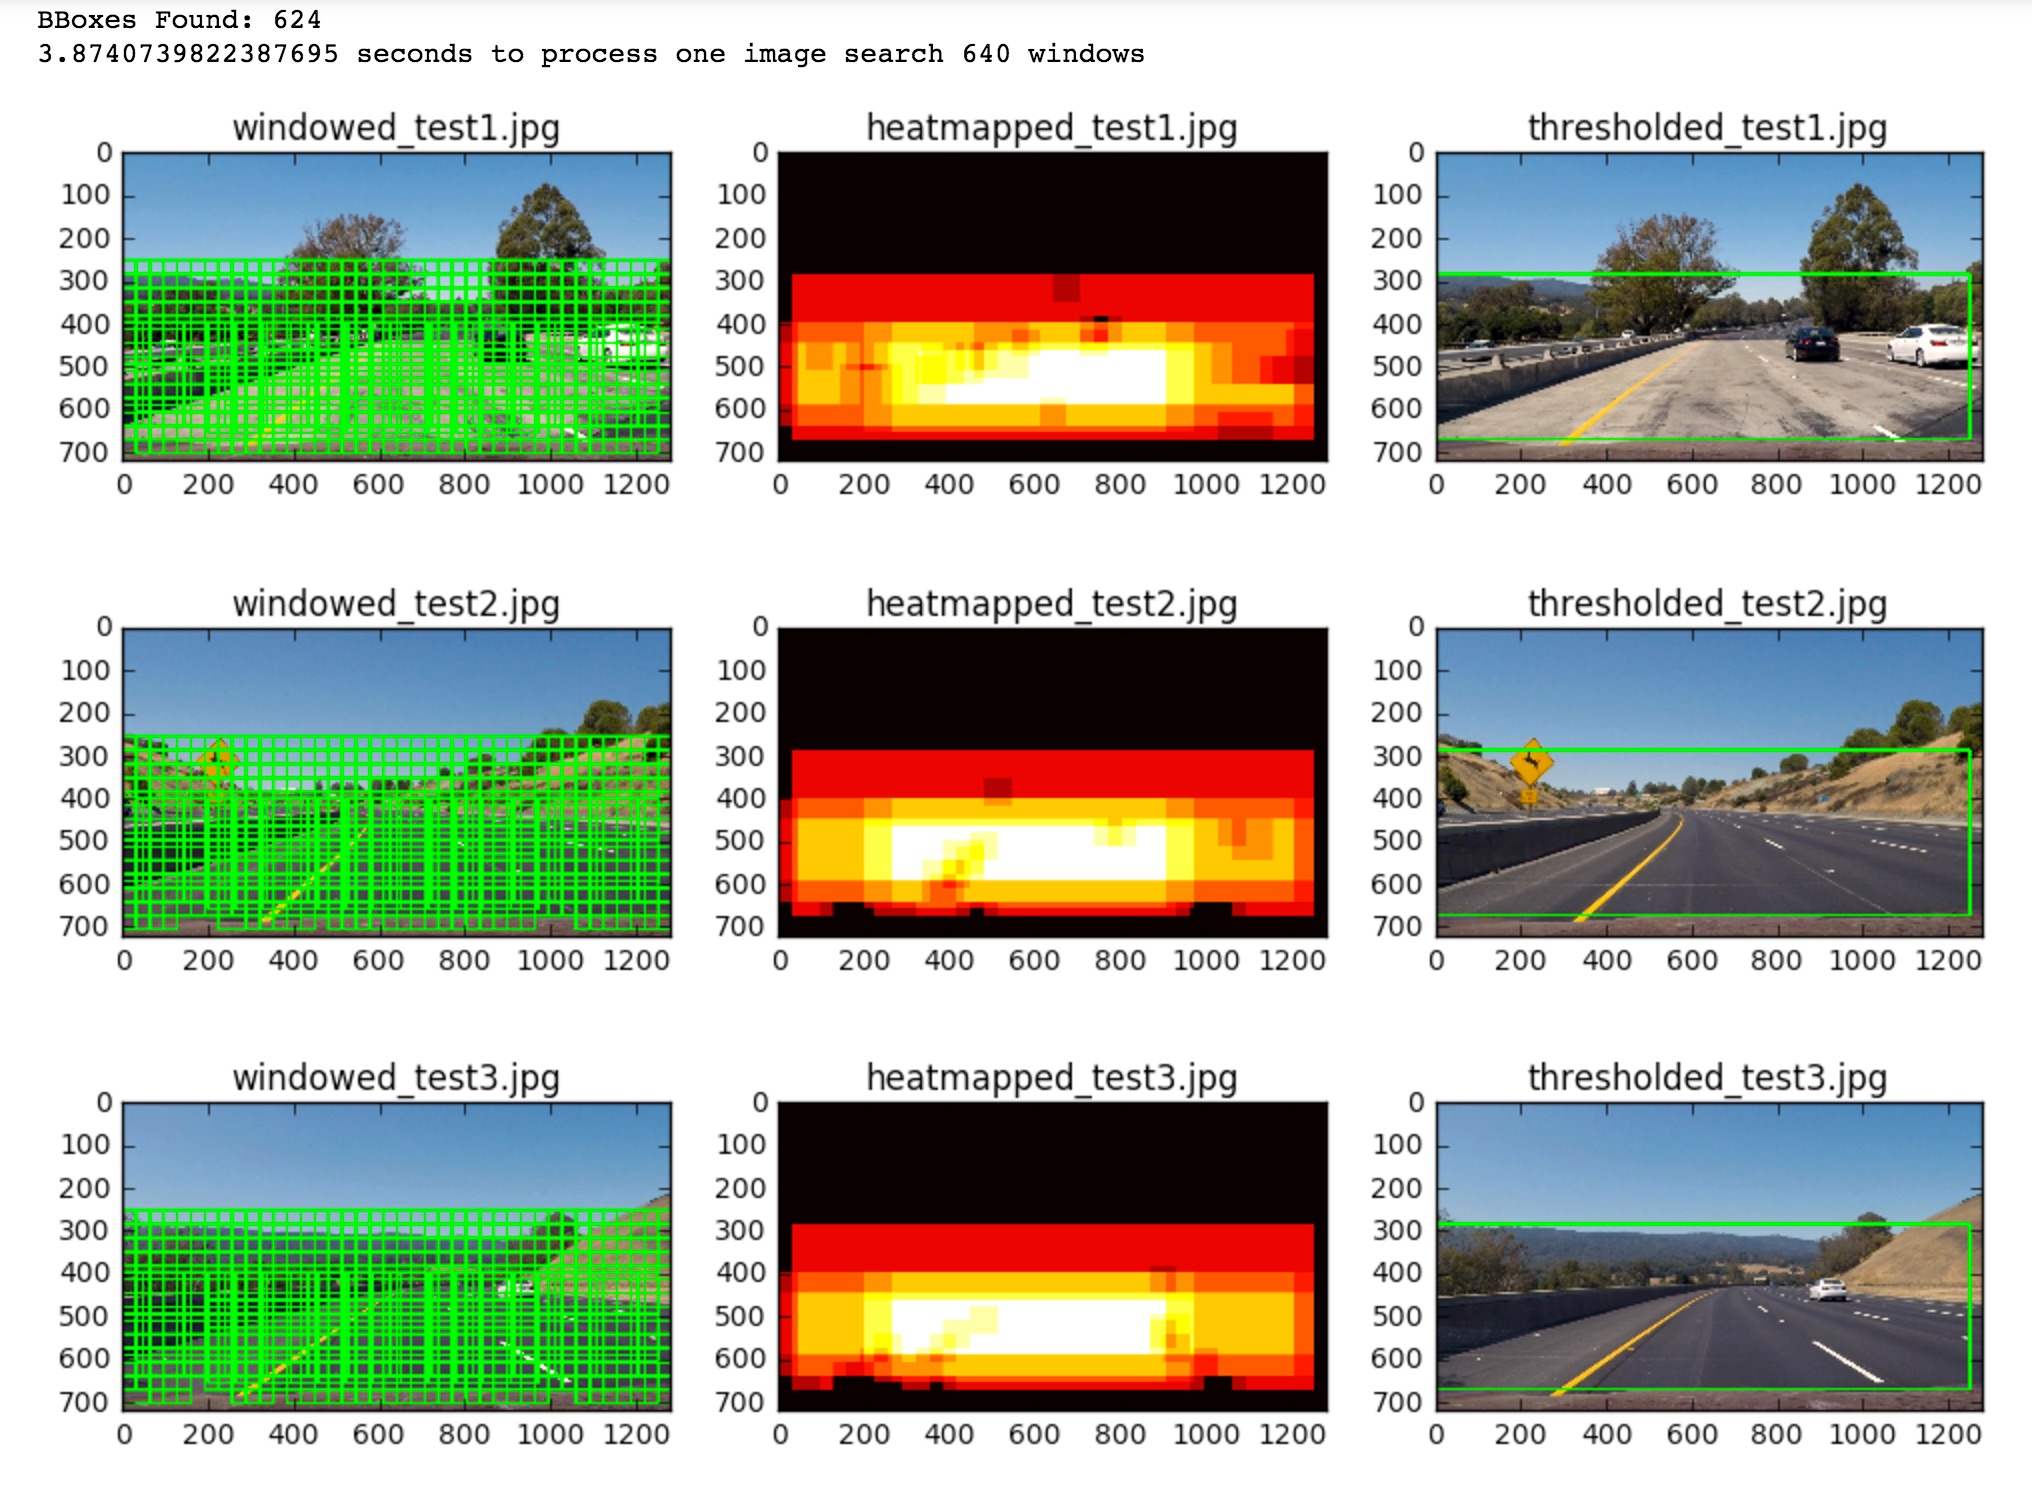 BBoxes Found: 624
3.8740739822387695 seconds to process one image search 640 windows
windowed_test1.jpg heatmapped_test1.jpg thresholded_test1.jpg
0 0 0
100 100 100
200 200 200
300 300 300
400 400 400
500 500 500
600 600 600
700 700 700
0 200 400 600 800 1000 1200 0 200 400 600 800 1000 1200 0 200 400 600 800 1000 1200
windowed_test2.jpg heatmapped_test2.jpg thresholded_test2.jpg
0 0 0
100 100 100
200 200 200
300 300 300
400 400 400
500 500 500
600 600 600
700 700 700
0 200 400 600 800 1000 1200 0 200 400 600 800 1000 1200 0 200 400 600 800 1000 1200
windowed_test3.jpg heatmapped_test3.jpg thresholded_test3.jpg
0 0 0
100 100 100
200 200 200
300 300 300
400 400 400
500 500 500
600 600 600
700 700 700
0 200 400 600 800 1000 1200 0 200 400 600 800 1000 1200 0 200 400 600 800 1000 1200